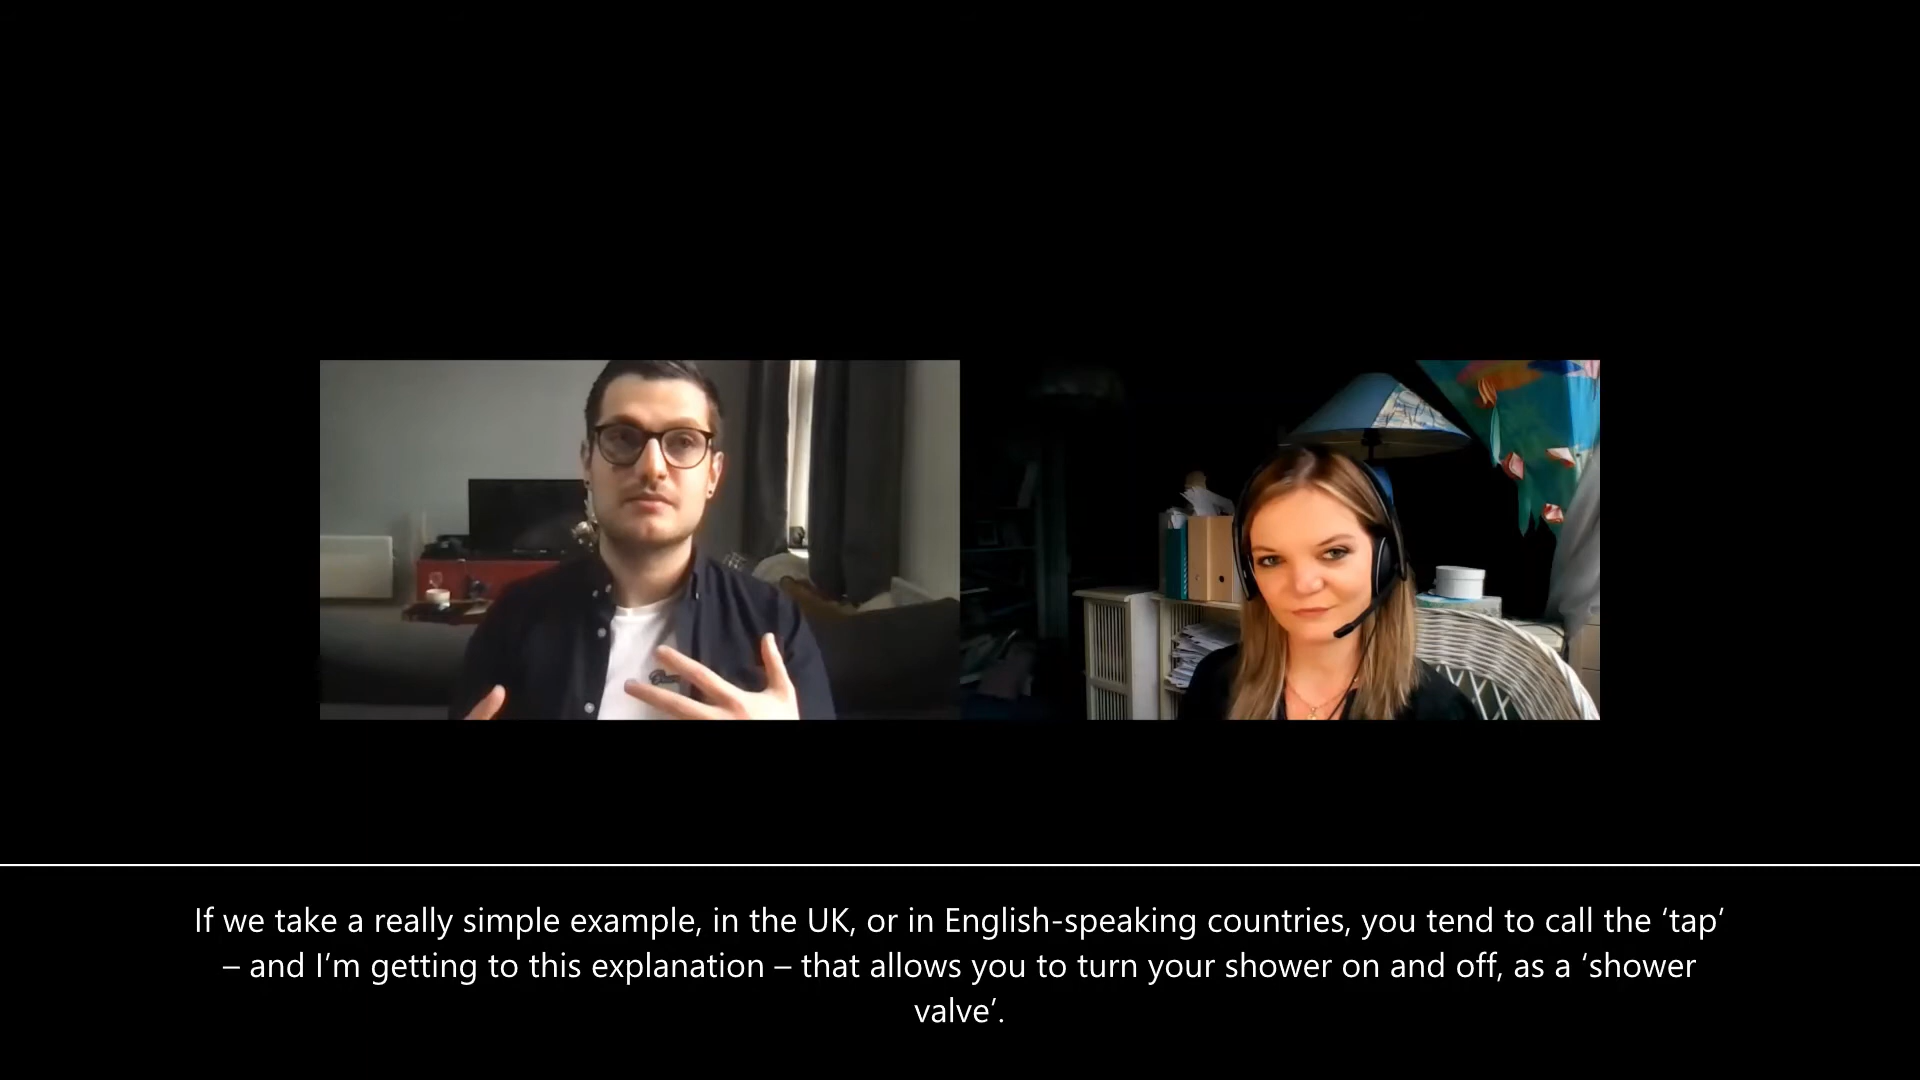 If we take a really simple example, in the UK, or in English-speaking countries, you tend to call the ‘tap’
– and I’m getting to this explanation – that allows you to turn your shower on and off, as a ‘shower
valve’.